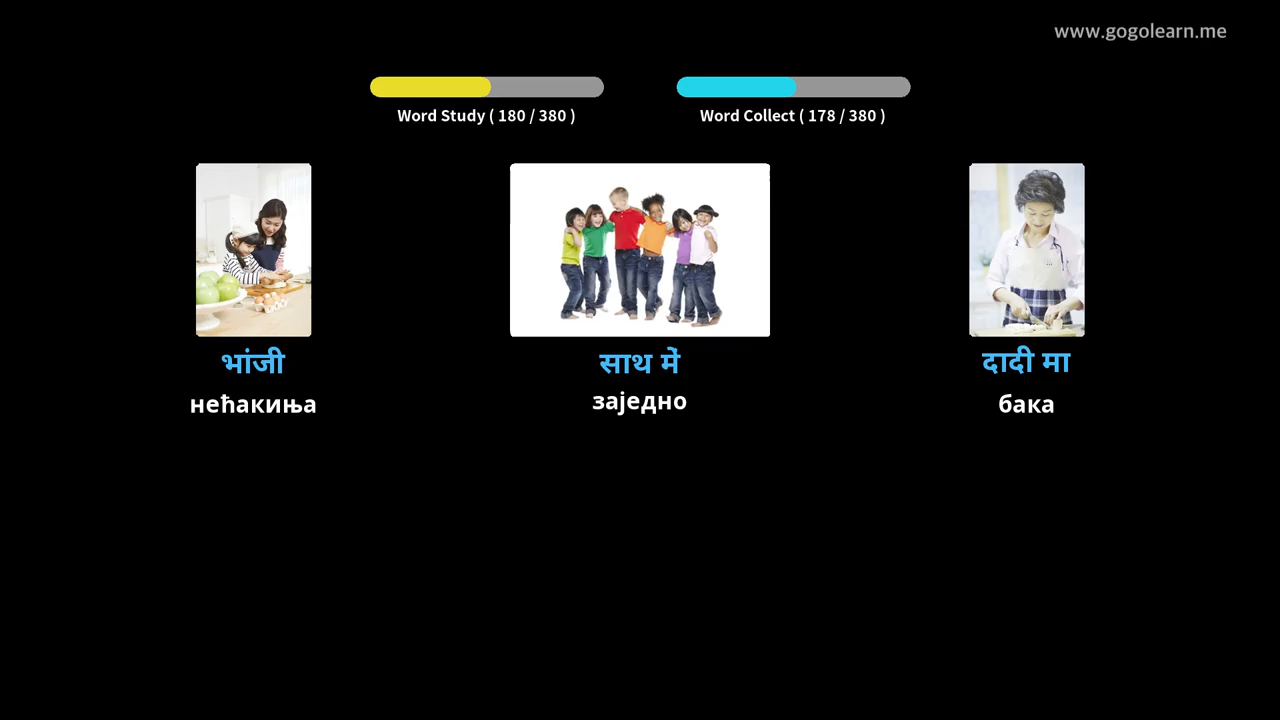 www.gogolearn.me
Word Study ( 180 / 380 )
Word Collect ( 178 / 380 )
भांजी
साथ में
दादी मा
нећакиња
заједно
бака